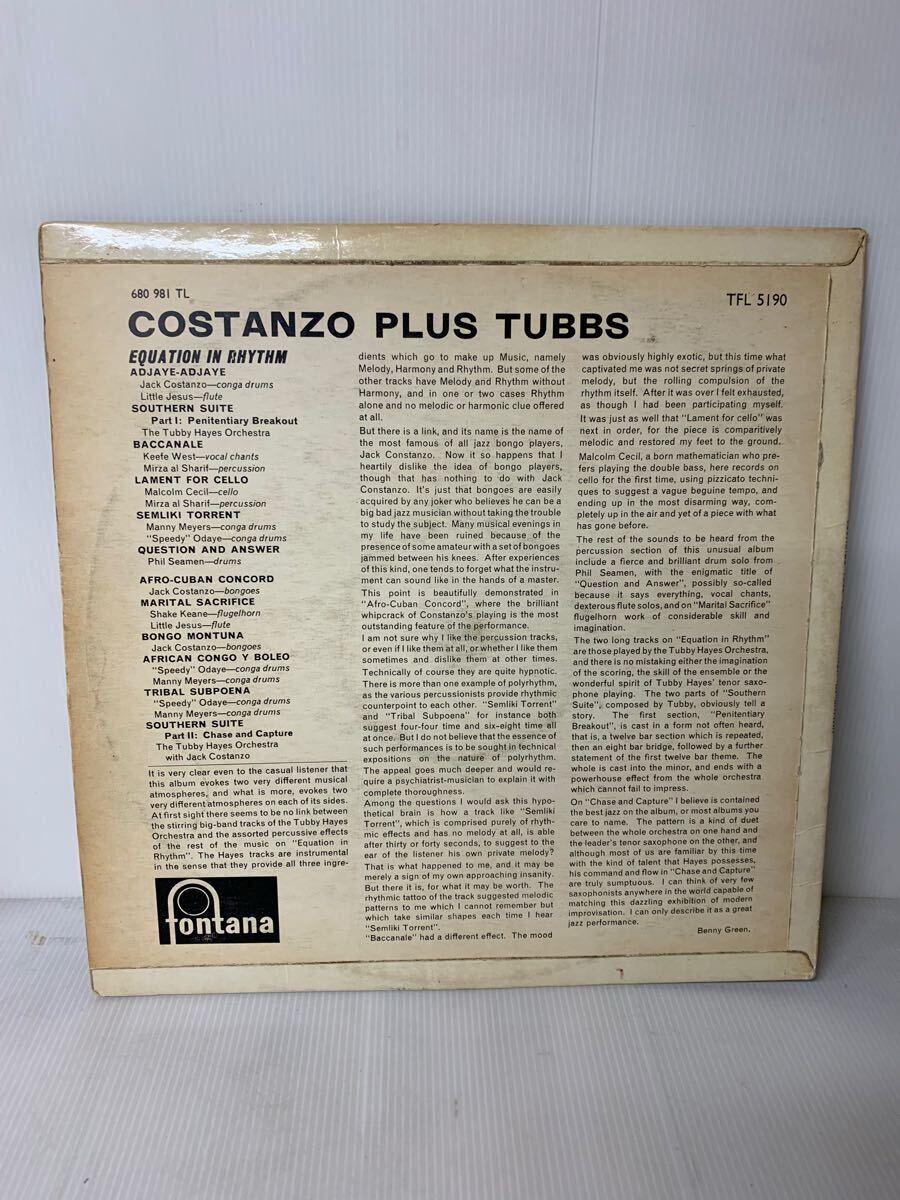 680 981 TL
TFL 5190
COSTANZO PLUS TUBBS
EQUATION IN RHYTHM
ADJAYE-ADJAYE
Jack Costanzo—conga drums
Little Jesus—flute
SOUTHERN SUITE
Part I: Penitentiary Breakout
The Tubby Hayes Orchestra
BACCANALE
Keefe West—vocal chants
Mirza al Sharif—percussion
LAMENT FOR CELLO
Malcolm Cecil—cello
Mirza al Sharif—percussion
SEMLIKI TORRENT
Manny Meyers—conga drums
"Speedy" Odaye—conga drums
QUESTION AND ANSWER
Phil Seamen—drums
AFRO-CUBAN CONCORD
Jack Costanzo—bongoes
MARITAL SACRIFICE
Shake Keane—flugelhorn
Little Jesus—flute
BONGO MONTUNA
Jack Costanzo—bongoes
AFRICAN CONGO Y BOLEO
"Speedy" Odaye—conga drums
Manny Meyers—conga drums
TRIBAL SUBPOENA
"Speedy" Odaye—conga drums
Manny Meyers—conga drums
SOUTHERN SUITE
Part II: Chase and Capture
The Tubby Hayes Orchestra
with Jack Costanzo
It is very clear even to the casual listener that
this album evokes two very different musical
atmospheres, and what is more, evokes two
very different atmospheres on each of its sides.
At first sight there seems to be no link between
the stirring big-band tracks of the Tubby Hayes
Orchestra and the assorted percussive effects
of the rest of the music on "Equation in
Rhythm". The Hayes tracks are instrumental
in the sense that they provide all three ingre-
fontana
dients which go to make up Music, namely
Melody, Harmony and Rhythm. But some of the
other tracks have Melody and Rhythm without
Harmony, and in one or two cases Rhythm
alone and no melodic or harmonic clue offered
at all.
But there is a link, and its name is the name of
the most famous of all jazz bongo players,
Jack Constanzo. Now it so happens that I
heartily dislike the idea of bongo players,
though that has nothing to do with Jack
Constanzo. It's just that bongoes are easily
acquired by any joker who believes he can be a
big bad jazz musician without taking the trouble
to study the subject. Many musical evenings in
my life have been ruined because of the
presence of some amateur with a set of bongoes
jammed between his knees. After experiences
of this kind, one tends to forget what the instru-
ment can sound like in the hands of a master.
This point is beautifully demonstrated in
"Afro-Cuban Concord", where the brilliant
whipcrack of Constanzo's playing is the most
outstanding feature of the performance.
I am not sure why I like the percussion tracks,
or even if I like them at all, or whether I like them
sometimes and dislike them at other times.
Technically of course they are quite hypnotic.
There is more than one example of polyrhythm,
as the various percussionists provide rhythmic
counterpoint to each other. "Semliki Torrent"
and "Tribal Subpoena" for instance both
suggest four-four time and six-eight time all
at once. But I do not believe that the essence of
such performances is to be sought in technical
expositions on the nature of polyrhythm.
The appeal goes much deeper and would re-
quire a psychiatrist-musician to explain it with
complete thoroughness.
Among the questions I would ask this hypo-
thetical brain is how a track like "Semliki
Torrent", which is comprised purely of rhyth-
mic effects and has no melody at all, is able
after thirty or forty seconds, to suggest to the
ear of the listener his own private melody?
That is what happened to me, and it may be
merely a sign of my own approaching insanity.
But there it is, for what it may be worth. The
rhythmic tattoo of the track suggested melodic
patterns to me which I cannot remember but
which take similar shapes each time I hear
"Semliki Torrent".
"Baccanale" had a different effect. The mood
was obviously highly exotic, but this time what
captivated me was not secret springs of private
melody, but the rolling compulsion of the
rhythm itself. After it was over I felt exhausted,
as though I had been participating myself.
It was just as well that "Lament for cello" was
next in order, for the piece is comparitively
melodic and restored my feet to the ground.
Malcolm Cecil, a born mathematician who pre-
fers playing the double bass, here records on
cello for the first time, using pizzicato techni-
ques to suggest a vague beguine tempo, and
ending up in the most disarming way, com-
pletely up in the air and yet of a piece with what
has gone before.
The rest of the sounds to be heard from the
percussion section of this unusual album
include a fierce and brilliant drum solo from
Phil Seamen, with the enigmatic title of
"Question and Answer", possibly so-called
because it says everything, vocal chants,
dexterous flute solos, and on "Marital Sacrifice"
flugelhorn work of considerable skill and
imagination.
The two long tracks on "Equation in Rhythm"
are those played by the Tubby Hayes Orchestra,
and there is no mistaking either the imagination
of the scoring, the skill of the ensemble or the
wonderful spirit of Tubby Hayes' tenor saxo-
phone playing. The two parts of "Southern
Suite", composed by Tubby, obviously tell a
story. The first section, "Penitentiary
Breakout", is cast in a form not often heard,
that is, a twelve bar section which is repeated,
then an eight bar bridge, followed by a further
statement of the first twelve bar theme. The
whole is cast into the minor, and ends with a
powerhouse effect from the whole orchestra
which cannot fail to impress.
On "Chase and Capture" I believe is contained
the best jazz on the album, or most albums you
care to name. The pattern is a kind of duet
between the whole orchestra on one hand and
the leader's tenor saxophone on the other, and
although most of us are familiar by this time
with the kind of talent that Hayes possesses,
his command and flow in "Chase and Capture"
are truly sumptuous. I can think of very few
saxophonists anywhere in the world capable of
matching this dazzling exhibition of modern
improvisation. I can only describe it as a great
jazz performance.
Benny Green.